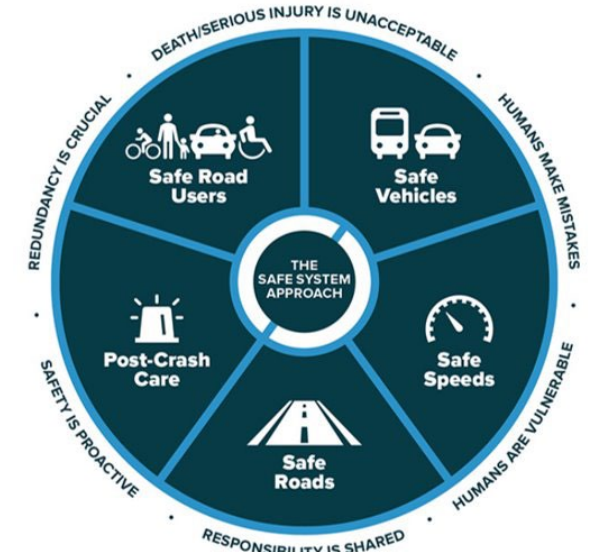 DEATH/SERIOUS INJURY IS UNACCEPTABLE
HUMANS MAKE MISTAKES
HUMANS ARE VULNERABLE
RESPONSIBILITY IS SHARED
SAFETY IS PROACTIVE
REDUNDANCY IS CRUCIAL
Safe Road
Users
Safe
Vehicles
Safe
Speeds
Safe
Roads
Post-Crash
Care
THE
SAFE SYSTEM
APPROACH